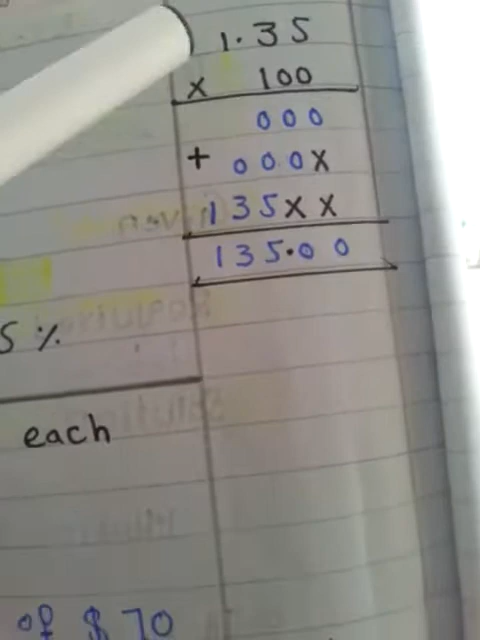 1.35
x 100
000
+ 000x
135xx
135.00
5 %
each
of $ 70